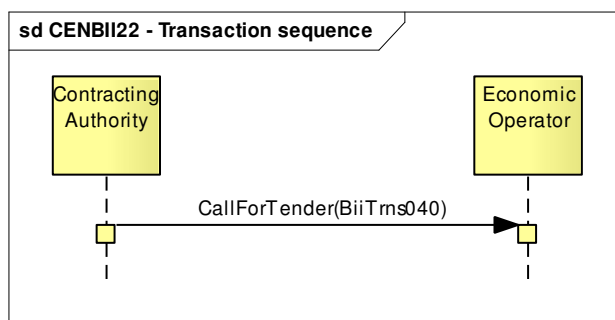 sd CENBII22 - Transaction sequence
Contracting
Authority
Economic
Operator
CallForTender(BiiTrns040)